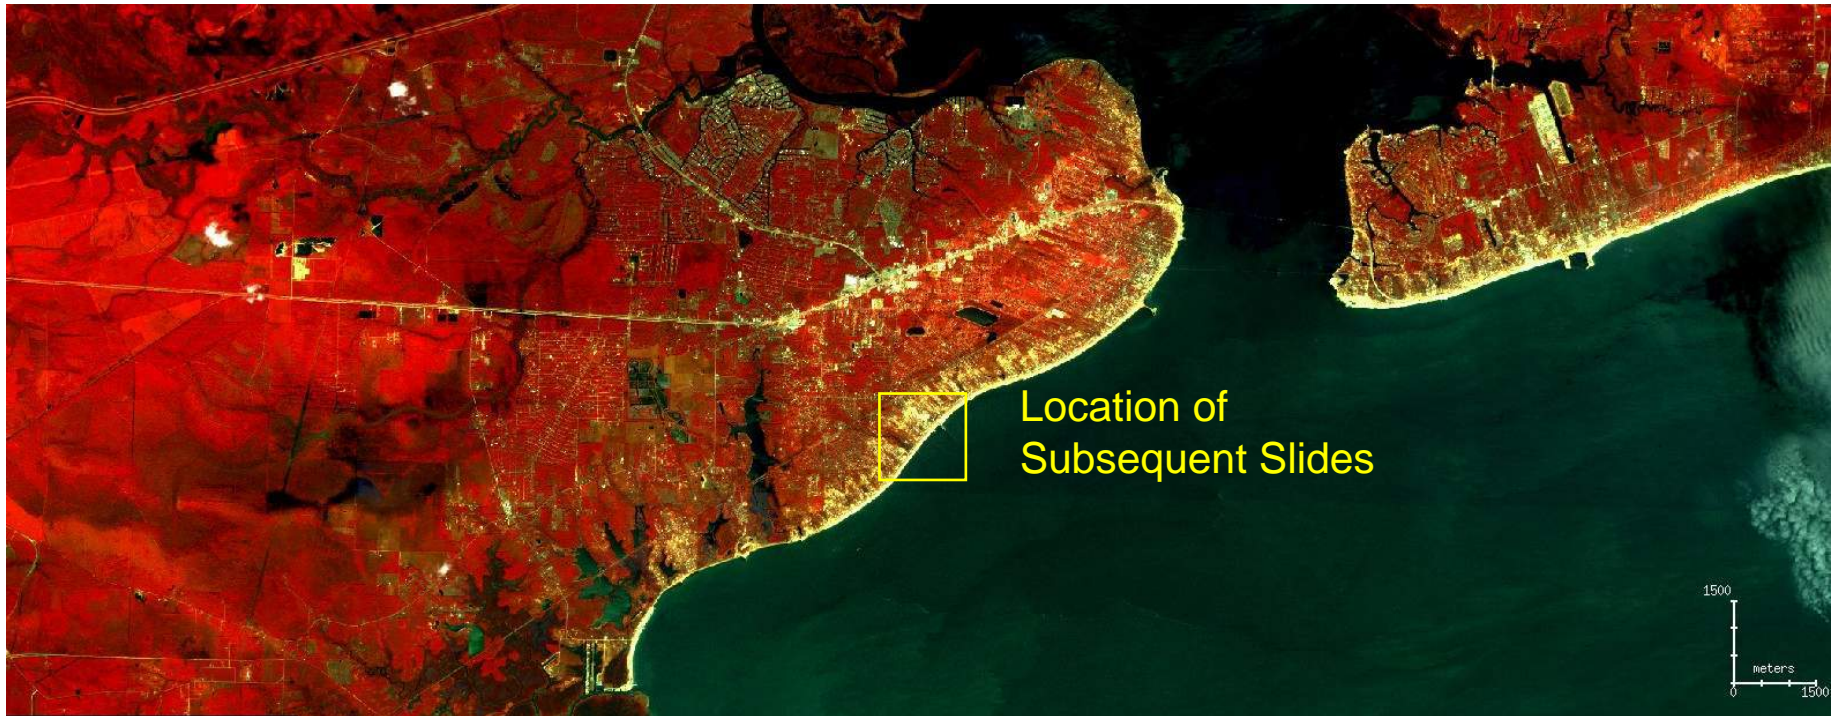 Location of
Subsequent Slides
1500
meters
0 1500